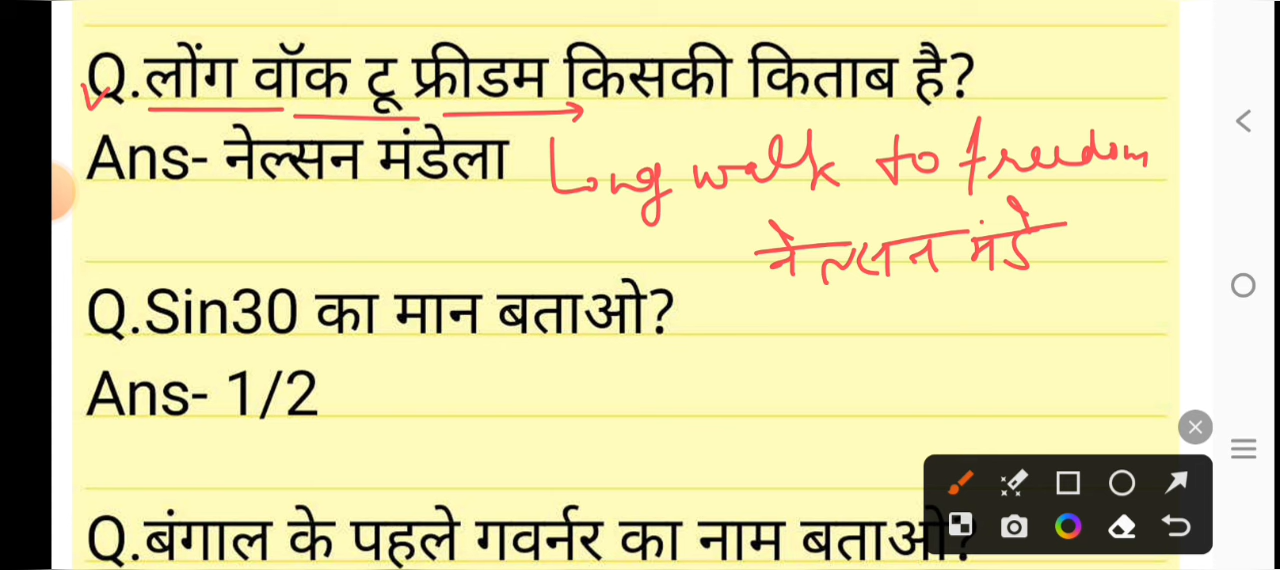 Q.लोंग वॉक टू फ्रीडम किसकी किताब है?
Ans- नेल्सन मंडेला
Long walk to freedom
नेल्सन मंडे
Q.Sin30 का मान बताओ?
Ans- 1/2
Q.बंगाल के पहले गवर्नर का नाम बताओ?